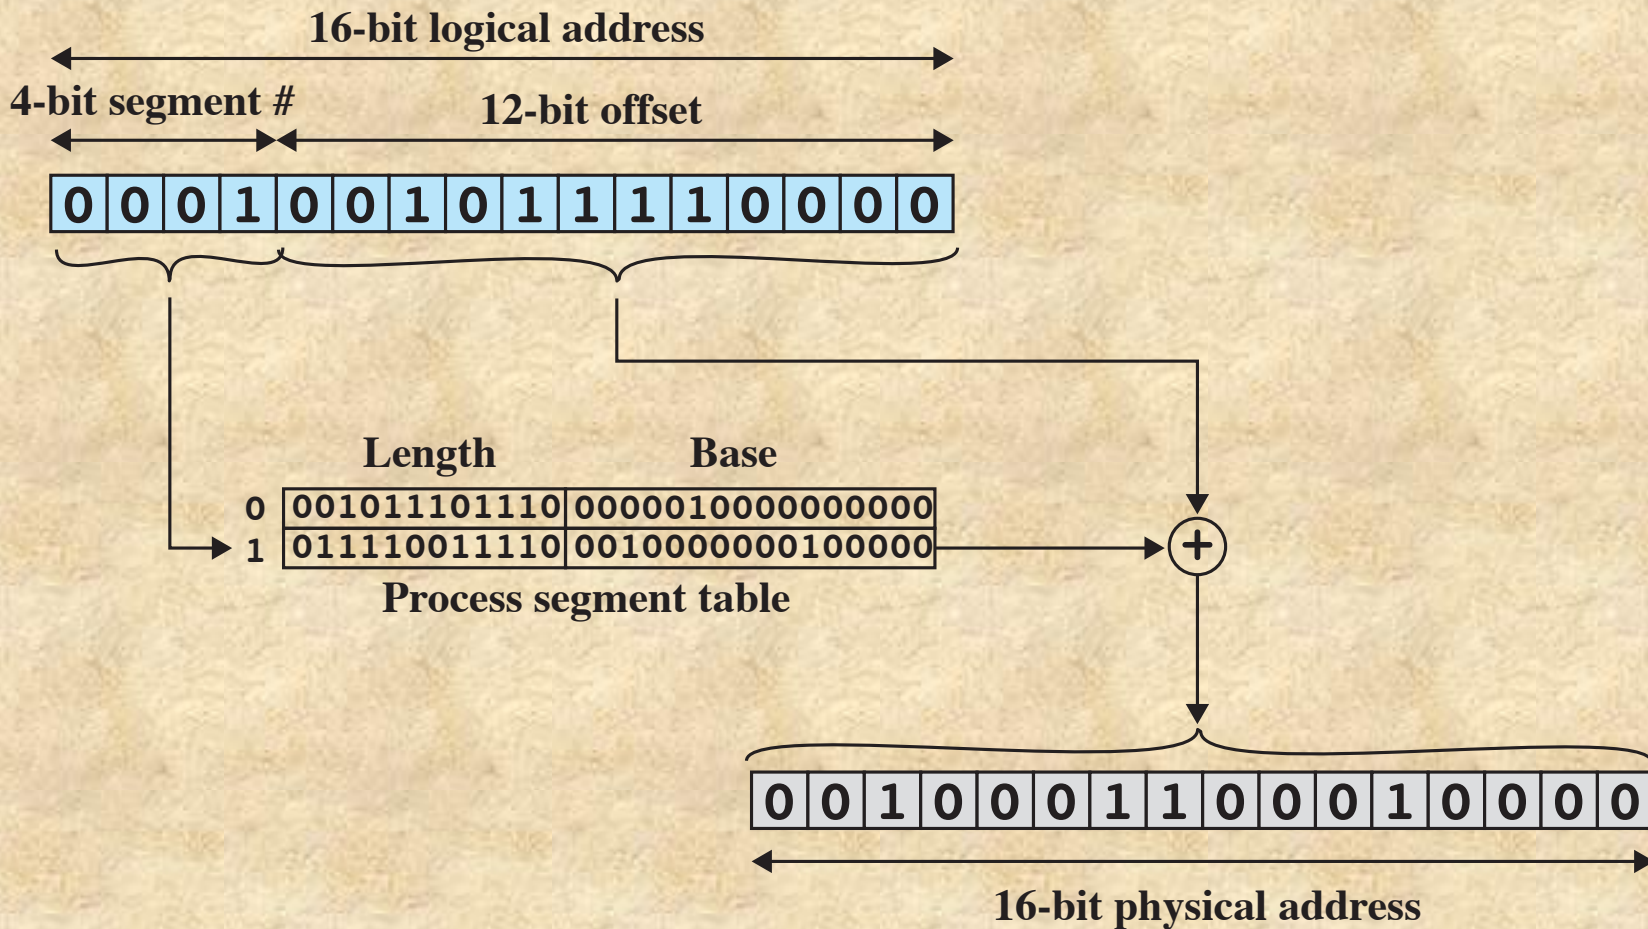 16-bit logical address
4-bit segment #
12-bit offset
0 0 0 1 0 0 1 0 1 1 1 1 0 0 0 0
Length Base
0 001011101110 0000010000000000
1 011110011110 0010000000100000
+
Process segment table
0 0 1 0 0 0 1 1 0 0 0 1 0 0 0 0
16-bit physical address